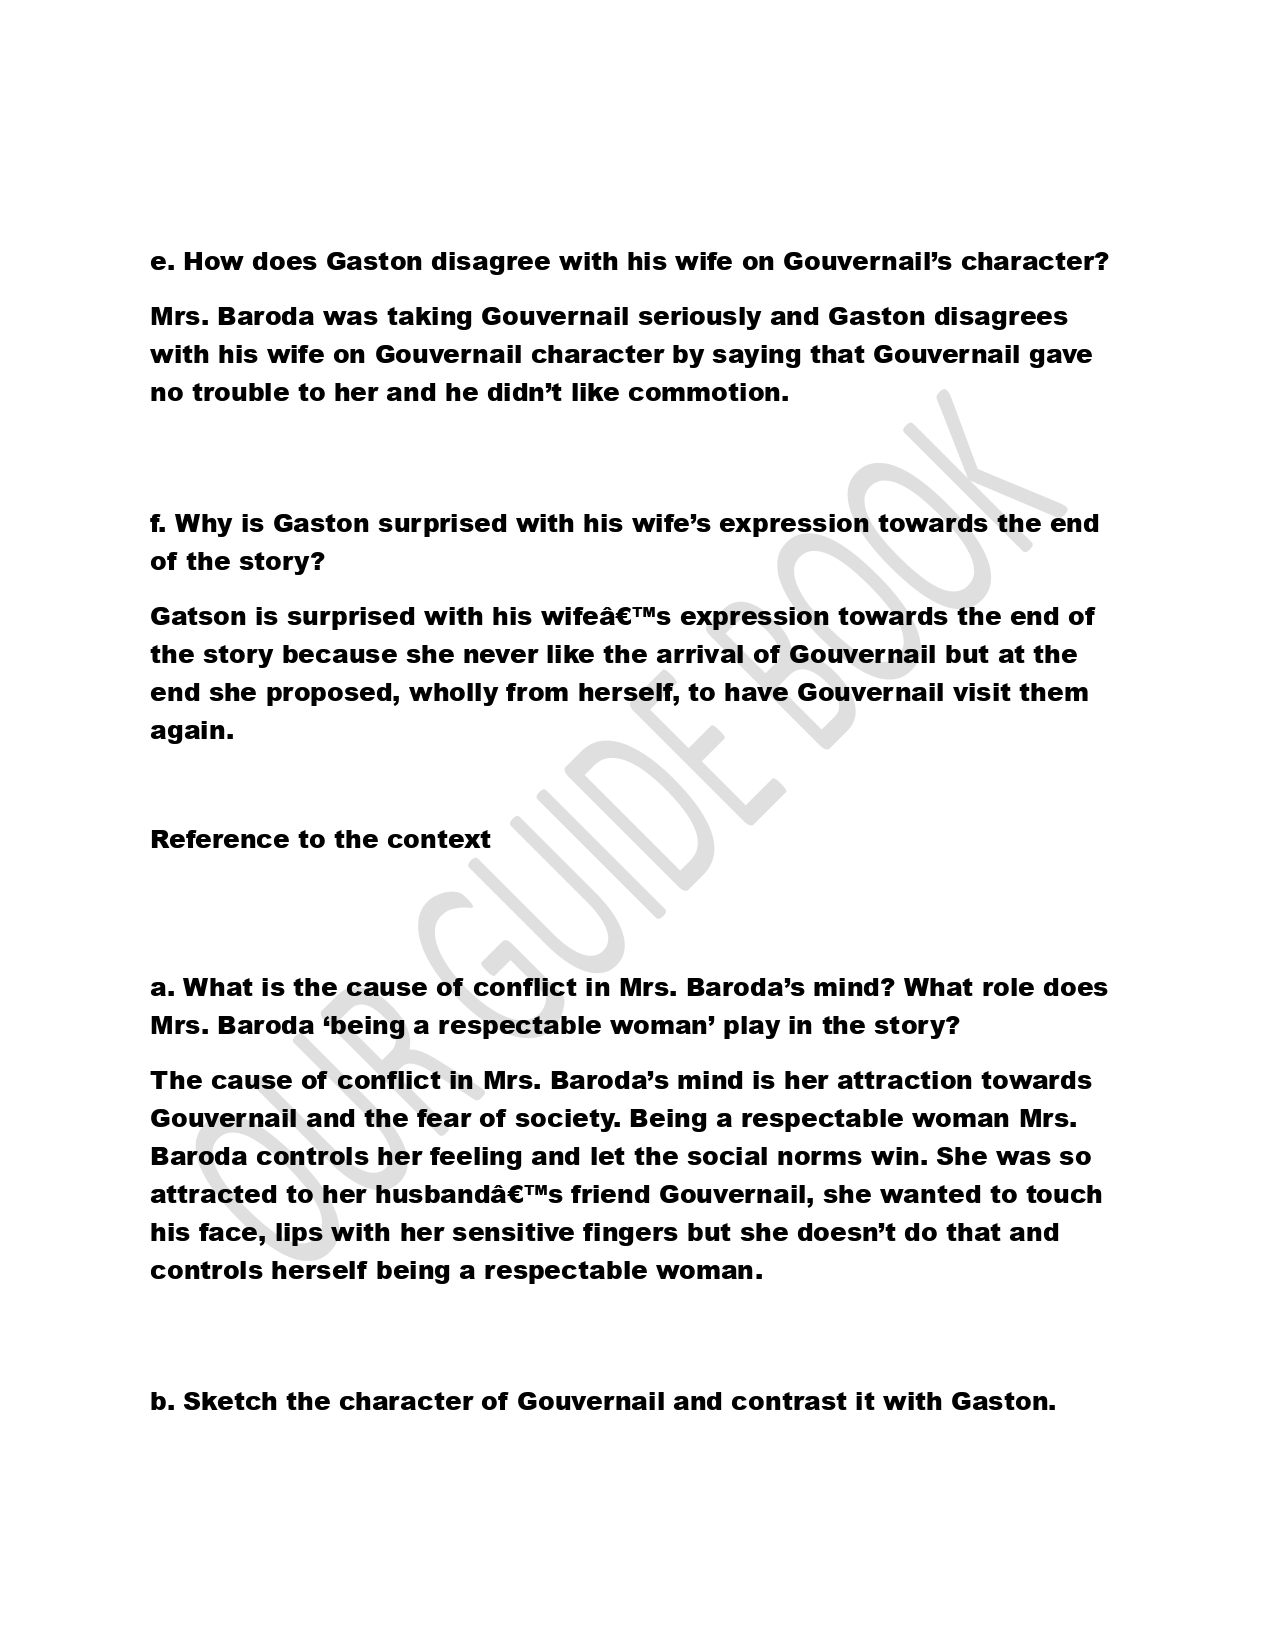 e. How does Gaston disagree with his wife on Gouvernail’s character?
Mrs. Baroda was taking Gouvernail seriously and Gaston disagrees
with his wife on Gouvernail character by saying that Gouvernail gave
no trouble to her and he didn’t like commotion.
f. Why is Gaston surprised with his wife’s expression towards the end
of the story?
Gatson is surprised with his wifeâ€™s expression towards the end of
the story because she never like the arrival of Gouvernail but at the
end she proposed, wholly from herself, to have Gouvernail visit them
again.
Reference to the context
a. What is the cause of conflict in Mrs. Baroda’s mind? What role does
Mrs. Baroda ‘being a respectable woman’ play in the story?
The cause of conflict in Mrs. Baroda’s mind is her attraction towards
Gouvernail and the fear of society. Being a respectable woman Mrs.
Baroda controls her feeling and let the social norms win. She was so
attracted to her husbandâ€™s friend Gouvernail, she wanted to touch
his face, lips with her sensitive fingers but she doesn’t do that and
controls herself being a respectable woman.
b. Sketch the character of Gouvernail and contrast it with Gaston.
OUR GUIDE BOOK